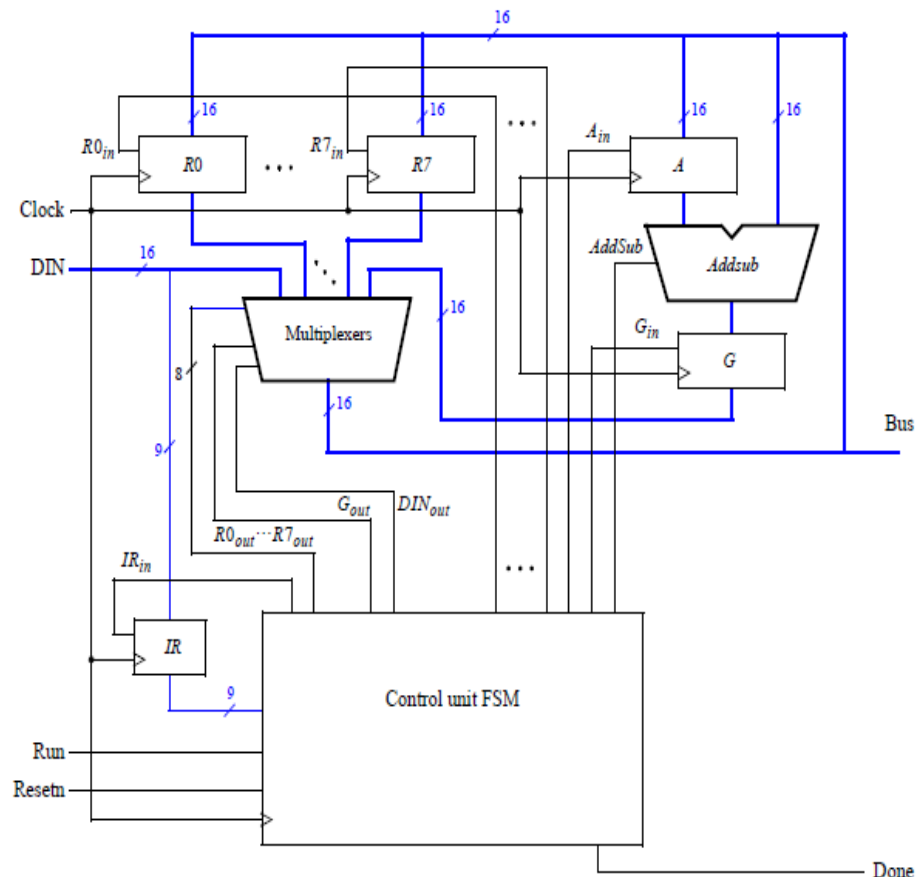 16
16
16
16
16
R0in
R0
...
R7in
R7
...
Ain
A
Clock
DIN
16
...
Multiplexers
AddSub
Addsub
16
Gin
G
8
16
Bus
9
Gout
DINout
R0out...R7out
IRin
...
IR
9
Control unit FSM
Run
Resetn
Done